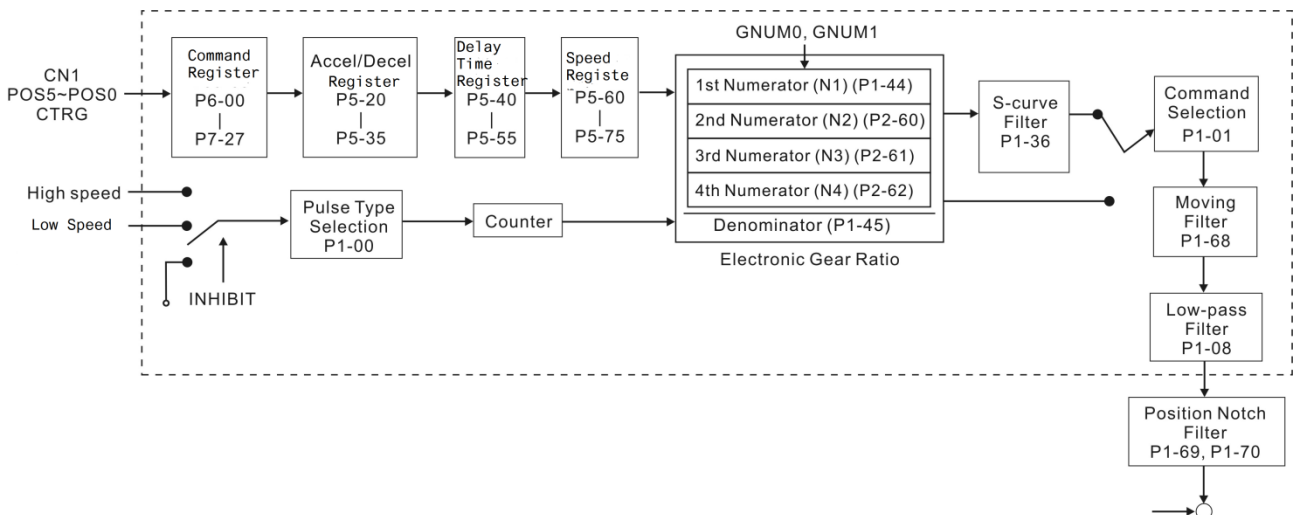 CN1
POS5~POS0
CTRG
Command
Register
P6-00
P7-27
Accel/Decel
Register
P5-20
P5-35
Delay
Time
Register
P5-40
P5-55
Speed
Registe
P5-60
P5-75
GNUM0, GNUM1
1st Numerator (N1) (P1-44)
2nd Numerator (N2) (P2-60)
3rd Numerator (N3) (P2-61)
4th Numerator (N4) (P2-62)
Denominator (P1-45)
Electronic Gear Ratio
S-curve
Filter
P1-36
Command
Selection
P1-01
High speed
Low Speed
INHIBIT
Pulse Type
Selection
P1-00
Counter
Moving
Filter
P1-68
Low-pass
Filter
P1-08
Position Notch
Filter
P1-69, P1-70